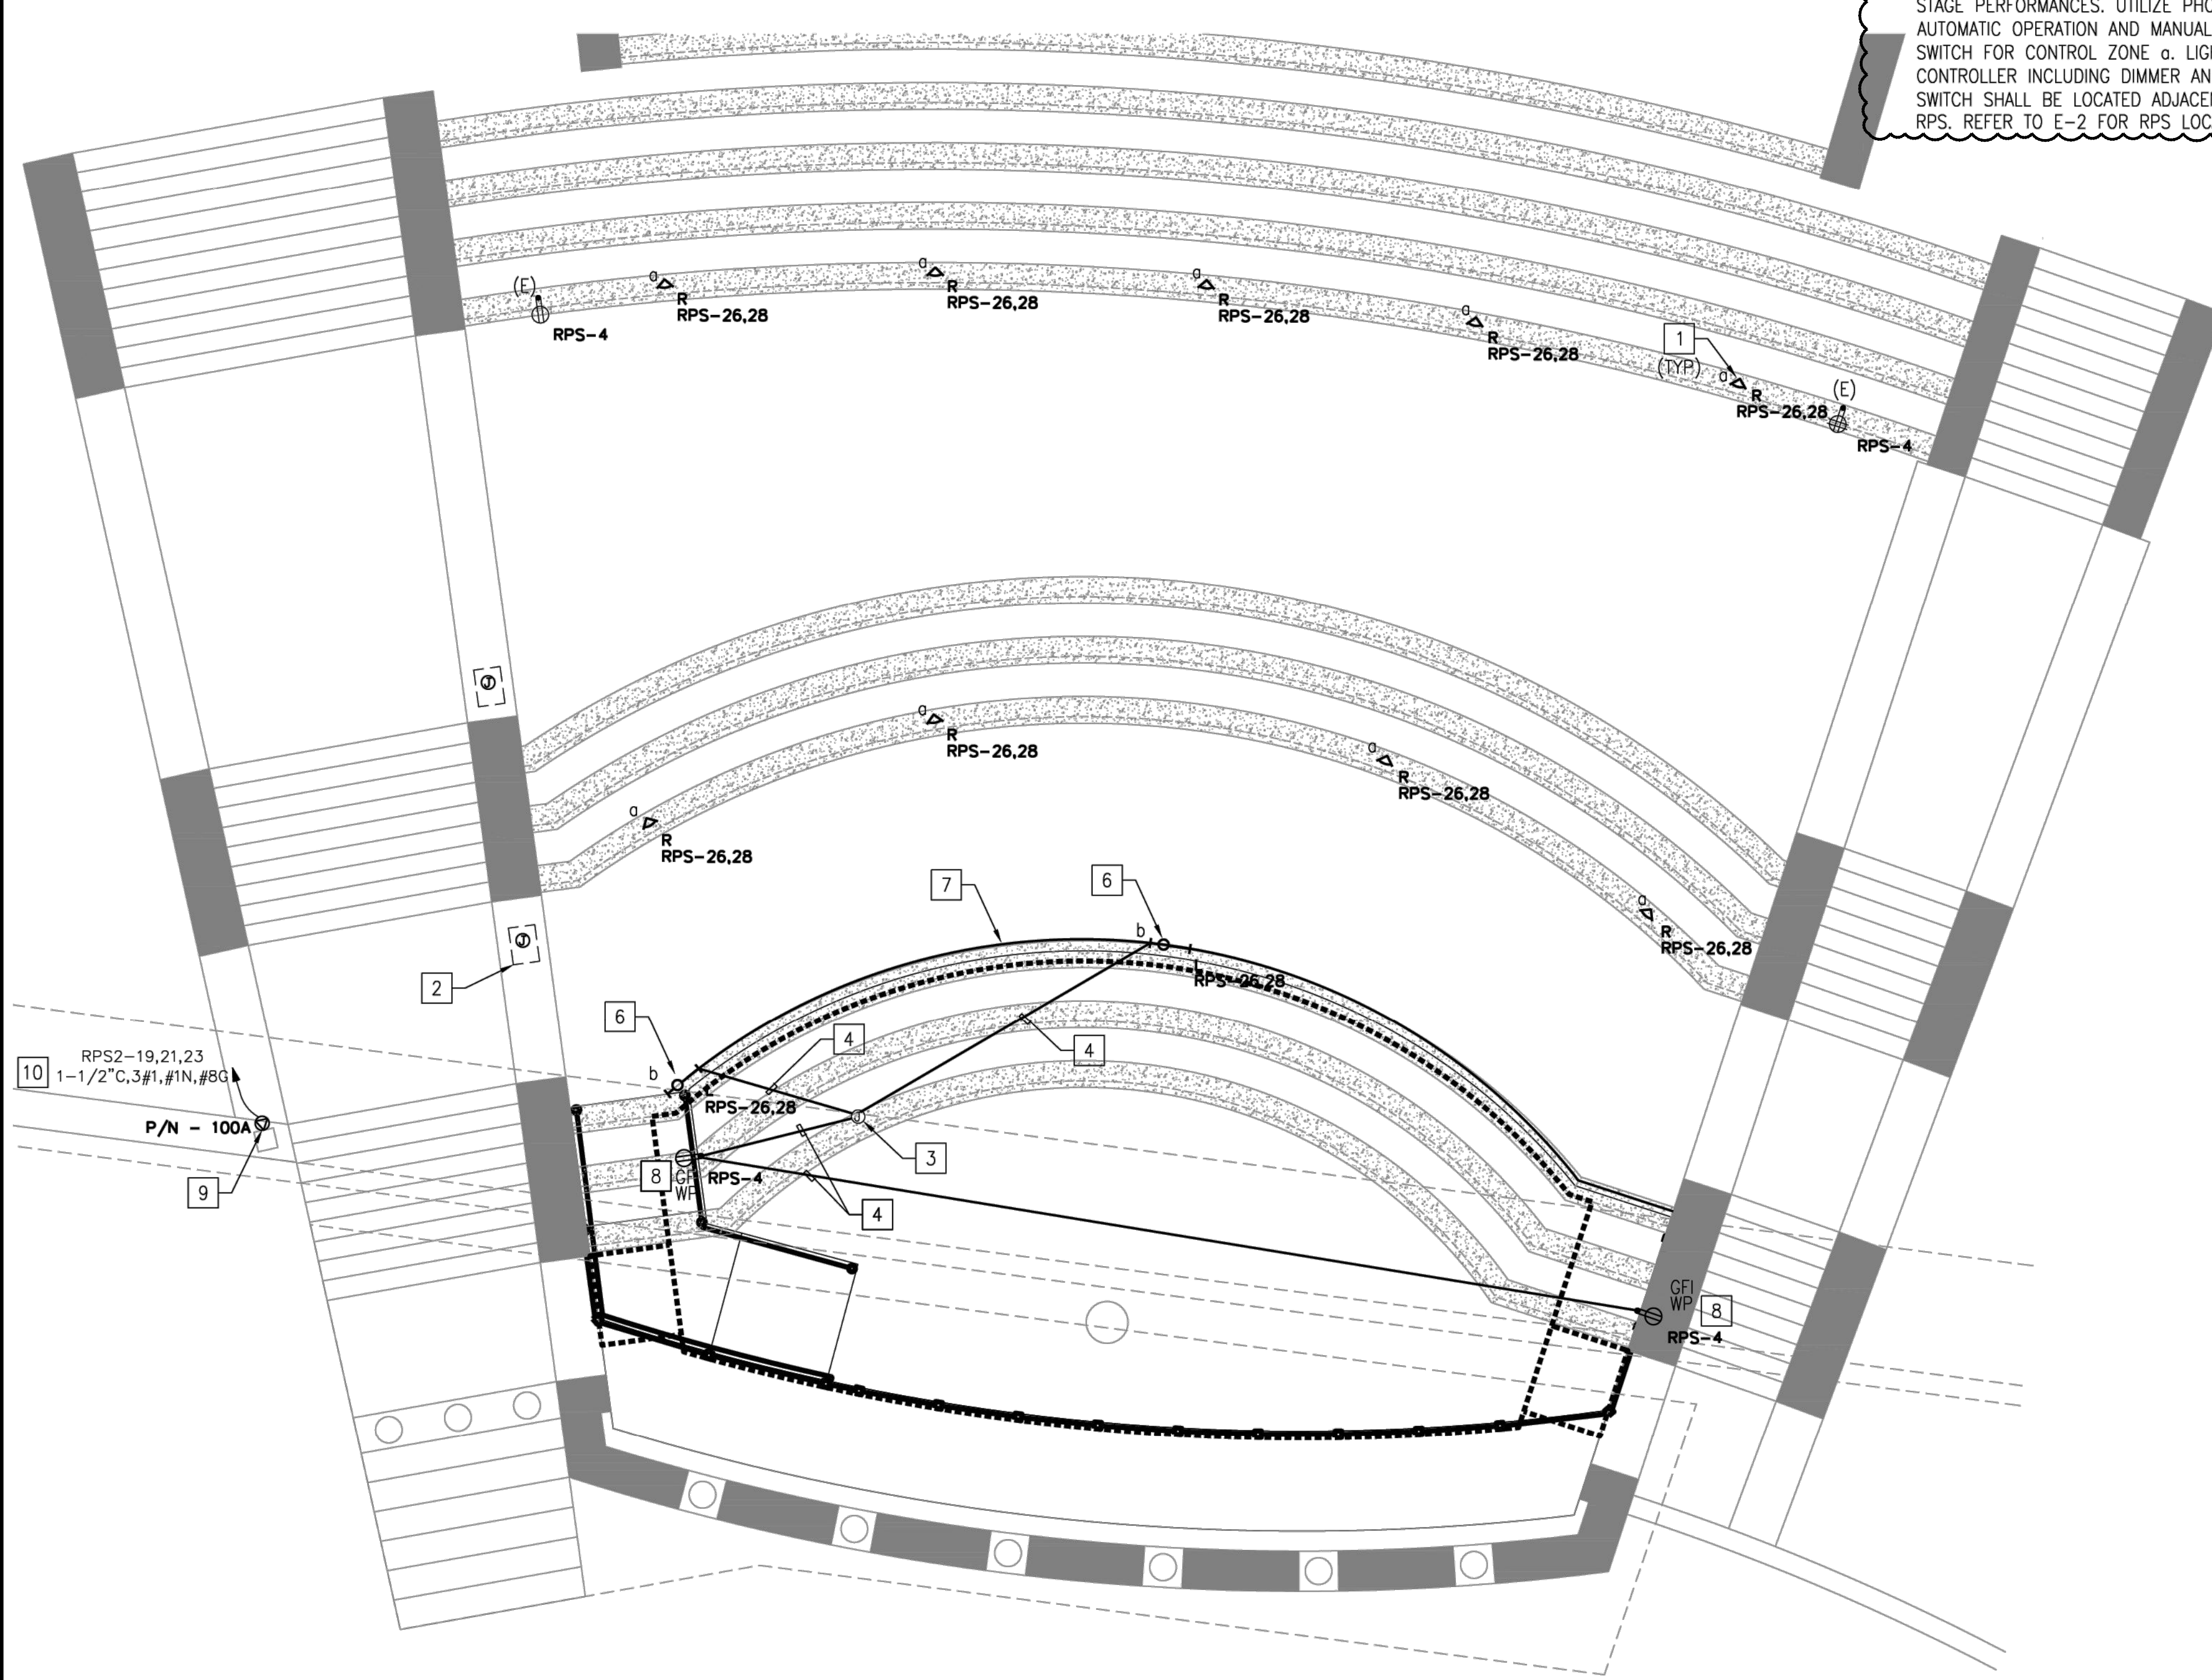 STAGE PERFORMANCES. UTILIZE
AUTOMATIC OPERATION AND MANUAL
SWITCH FOR CONTROL ZONE a.
CONTROLLER INCLUDING DIMMER
SWITCH SHALL BE LOCATED
RPS. REFER TO E-2 FOR RPS
(E)
RPS-4
a
R
RPS-26,28
a
R
RPS-26,28
a
R
RPS-26,28
a
R
RPS-26,28
1
(TYP)
a
R
RPS-26,28
(E)
RPS-4
J
a
R
RPS-26,28
a
R
RPS-26,28
a
R
RPS-26,28
a
R
RPS-26,28
J
2
7
6
b
L
RPS-26,28
6
b
L
RPS-26,28
4
4
10
RPS2-19,21,23
1-1/2"C,3#1,#1N,#8G
P/N - 100A
9
J
3
8
GFI
WP
RPS-4
4
GFI
WP
8
RPS-4